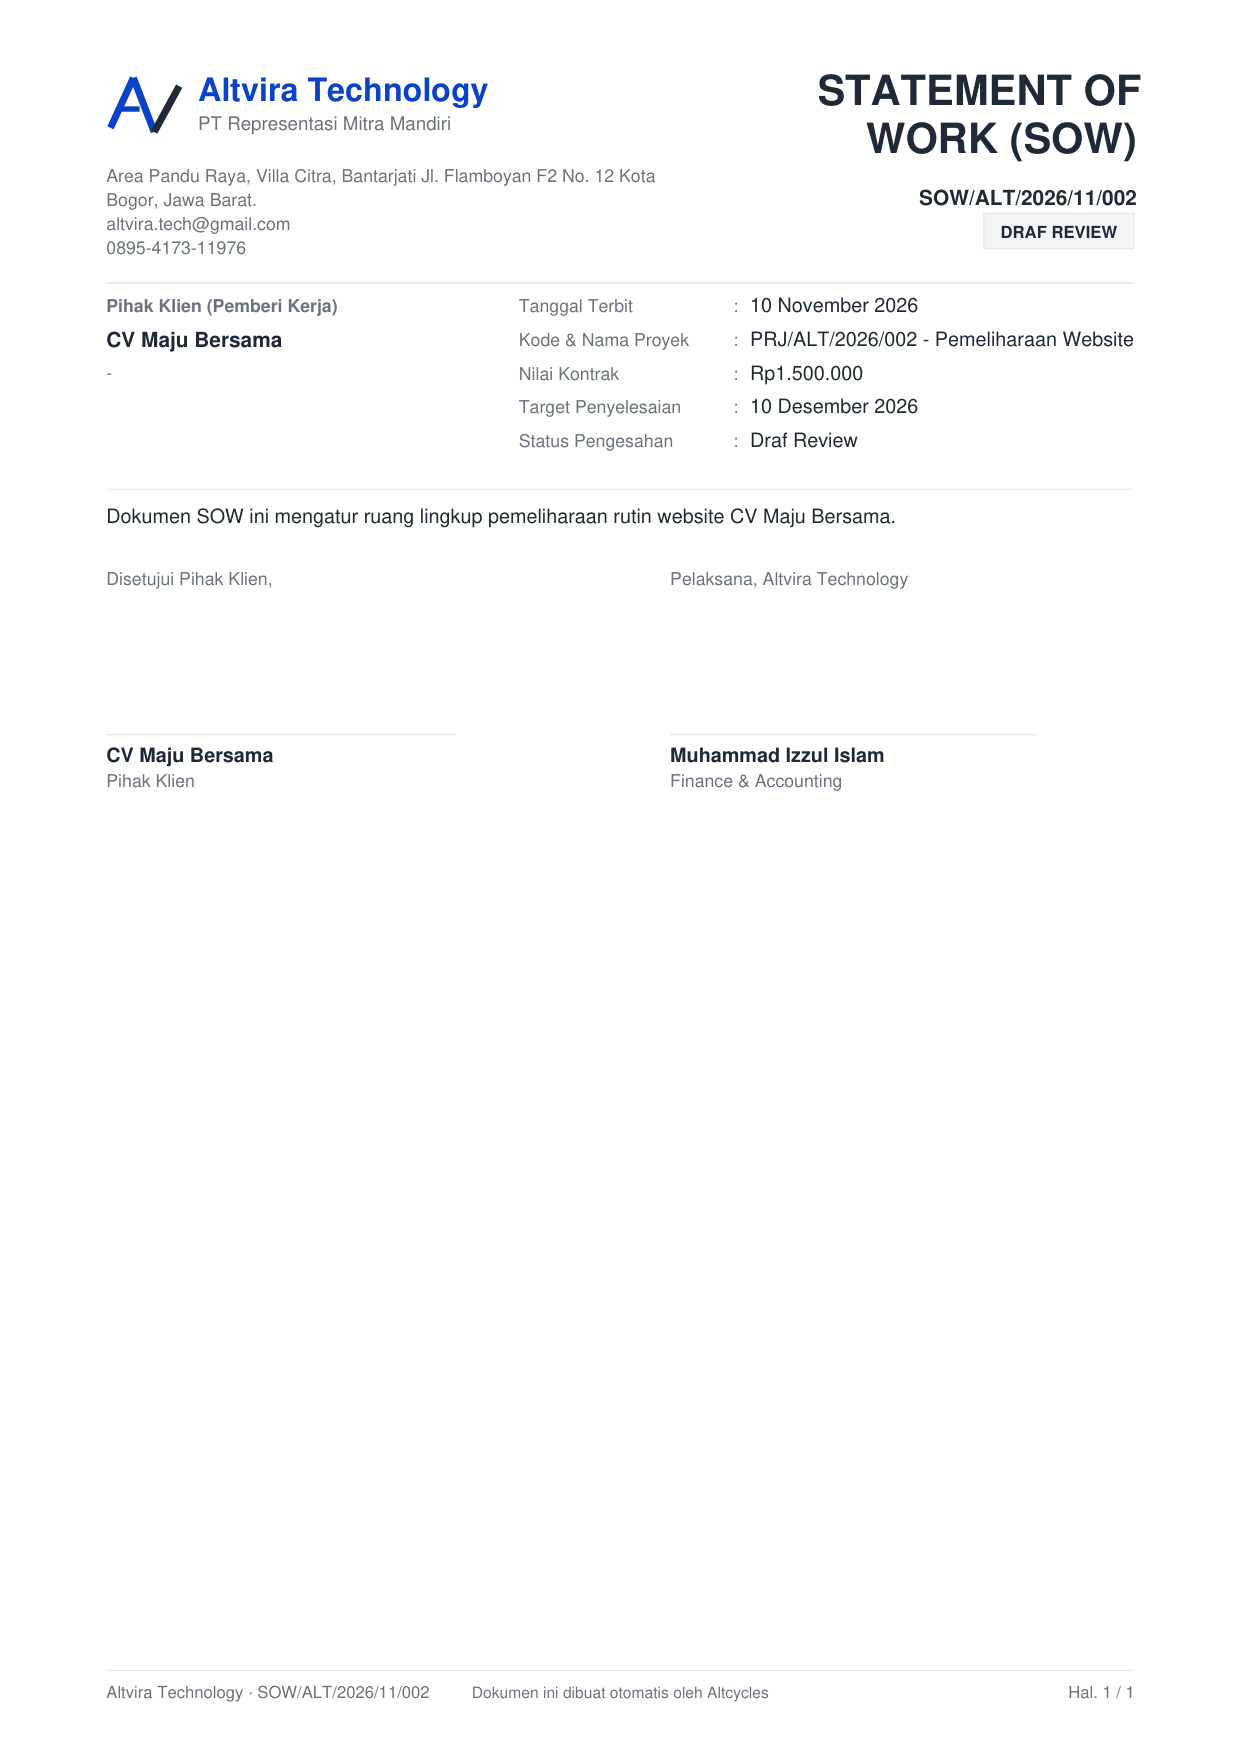 Altvira Technology
PT Representasi Mitra Mandiri
Area Pandu Raya, Villa Citra, Bantarjati Jl. Flamboyan F2 No. 12 Kota
Bogor, Jawa Barat.
altvira.tech@gmail.com
0895-4173-11976
STATEMENT OF
WORK (SOW)
SOW/ALT/2026/11/002
DRAF REVIEW
Pihak Klien (Pemberi Kerja)
CV Maju Bersama
-
Tanggal Terbit : 10 November 2026
Kode & Nama Proyek : PRJ/ALT/2026/002 - Pemeliharaan Website
Nilai Kontrak : Rp1.500.000
Target Penyelesaian : 10 Desember 2026
Status Pengesahan : Draf Review
Dokumen SOW ini mengatur ruang lingkup pemeliharaan rutin website CV Maju Bersama.
Disetujui Pihak Klien,
CV Maju Bersama
Pihak Klien
Pelaksana, Altvira Technology
Muhammad Izzul Islam
Finance & Accounting
Altvira Technology · SOW/ALT/2026/11/002 Dokumen ini dibuat otomatis oleh Altcycles Hal. 1 / 1